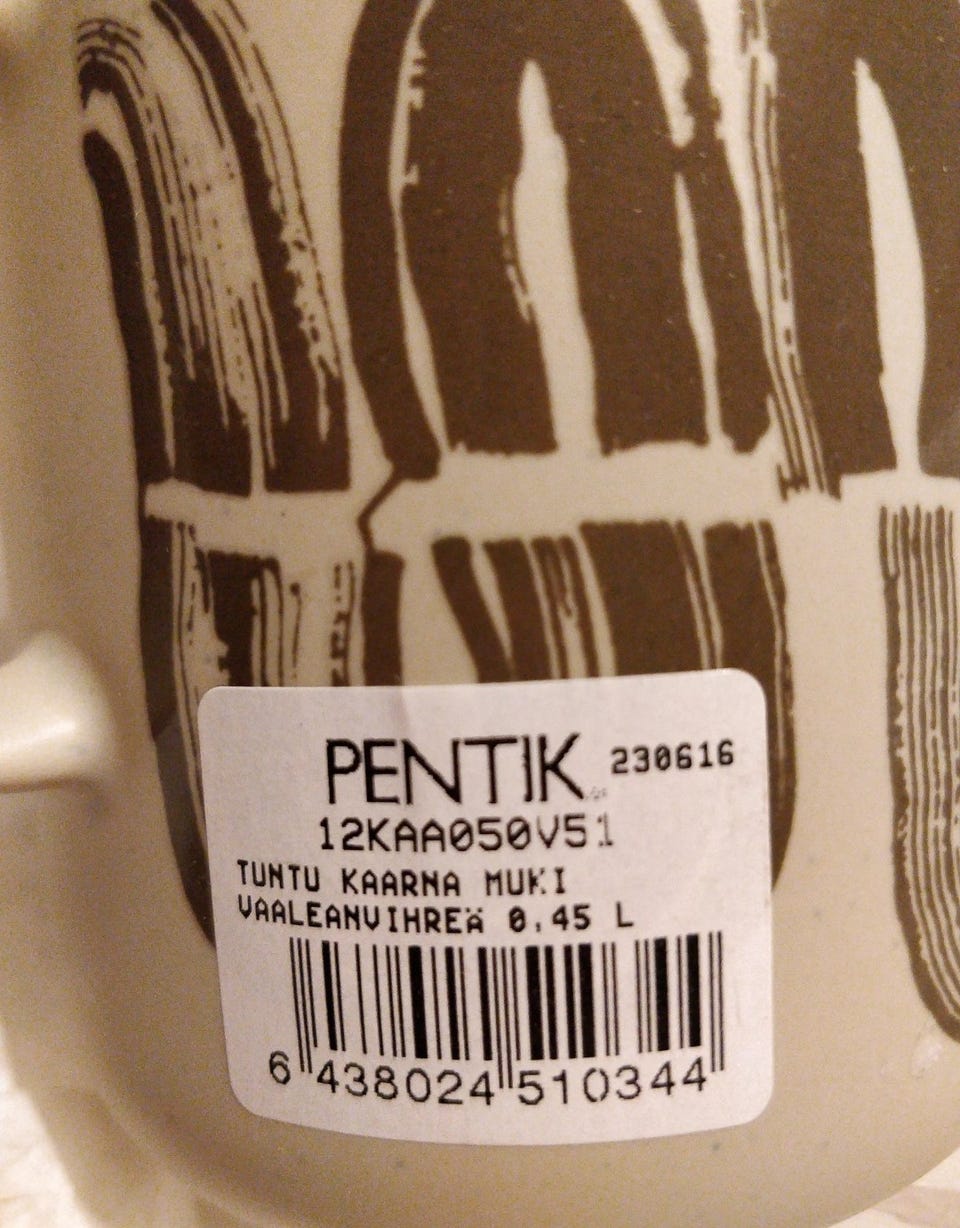 PENTIK 230616
12KAA050V51
TUNTU KAARNA MUKI
VAALEANVIHREÄ 0.45 L
6 438024 510344